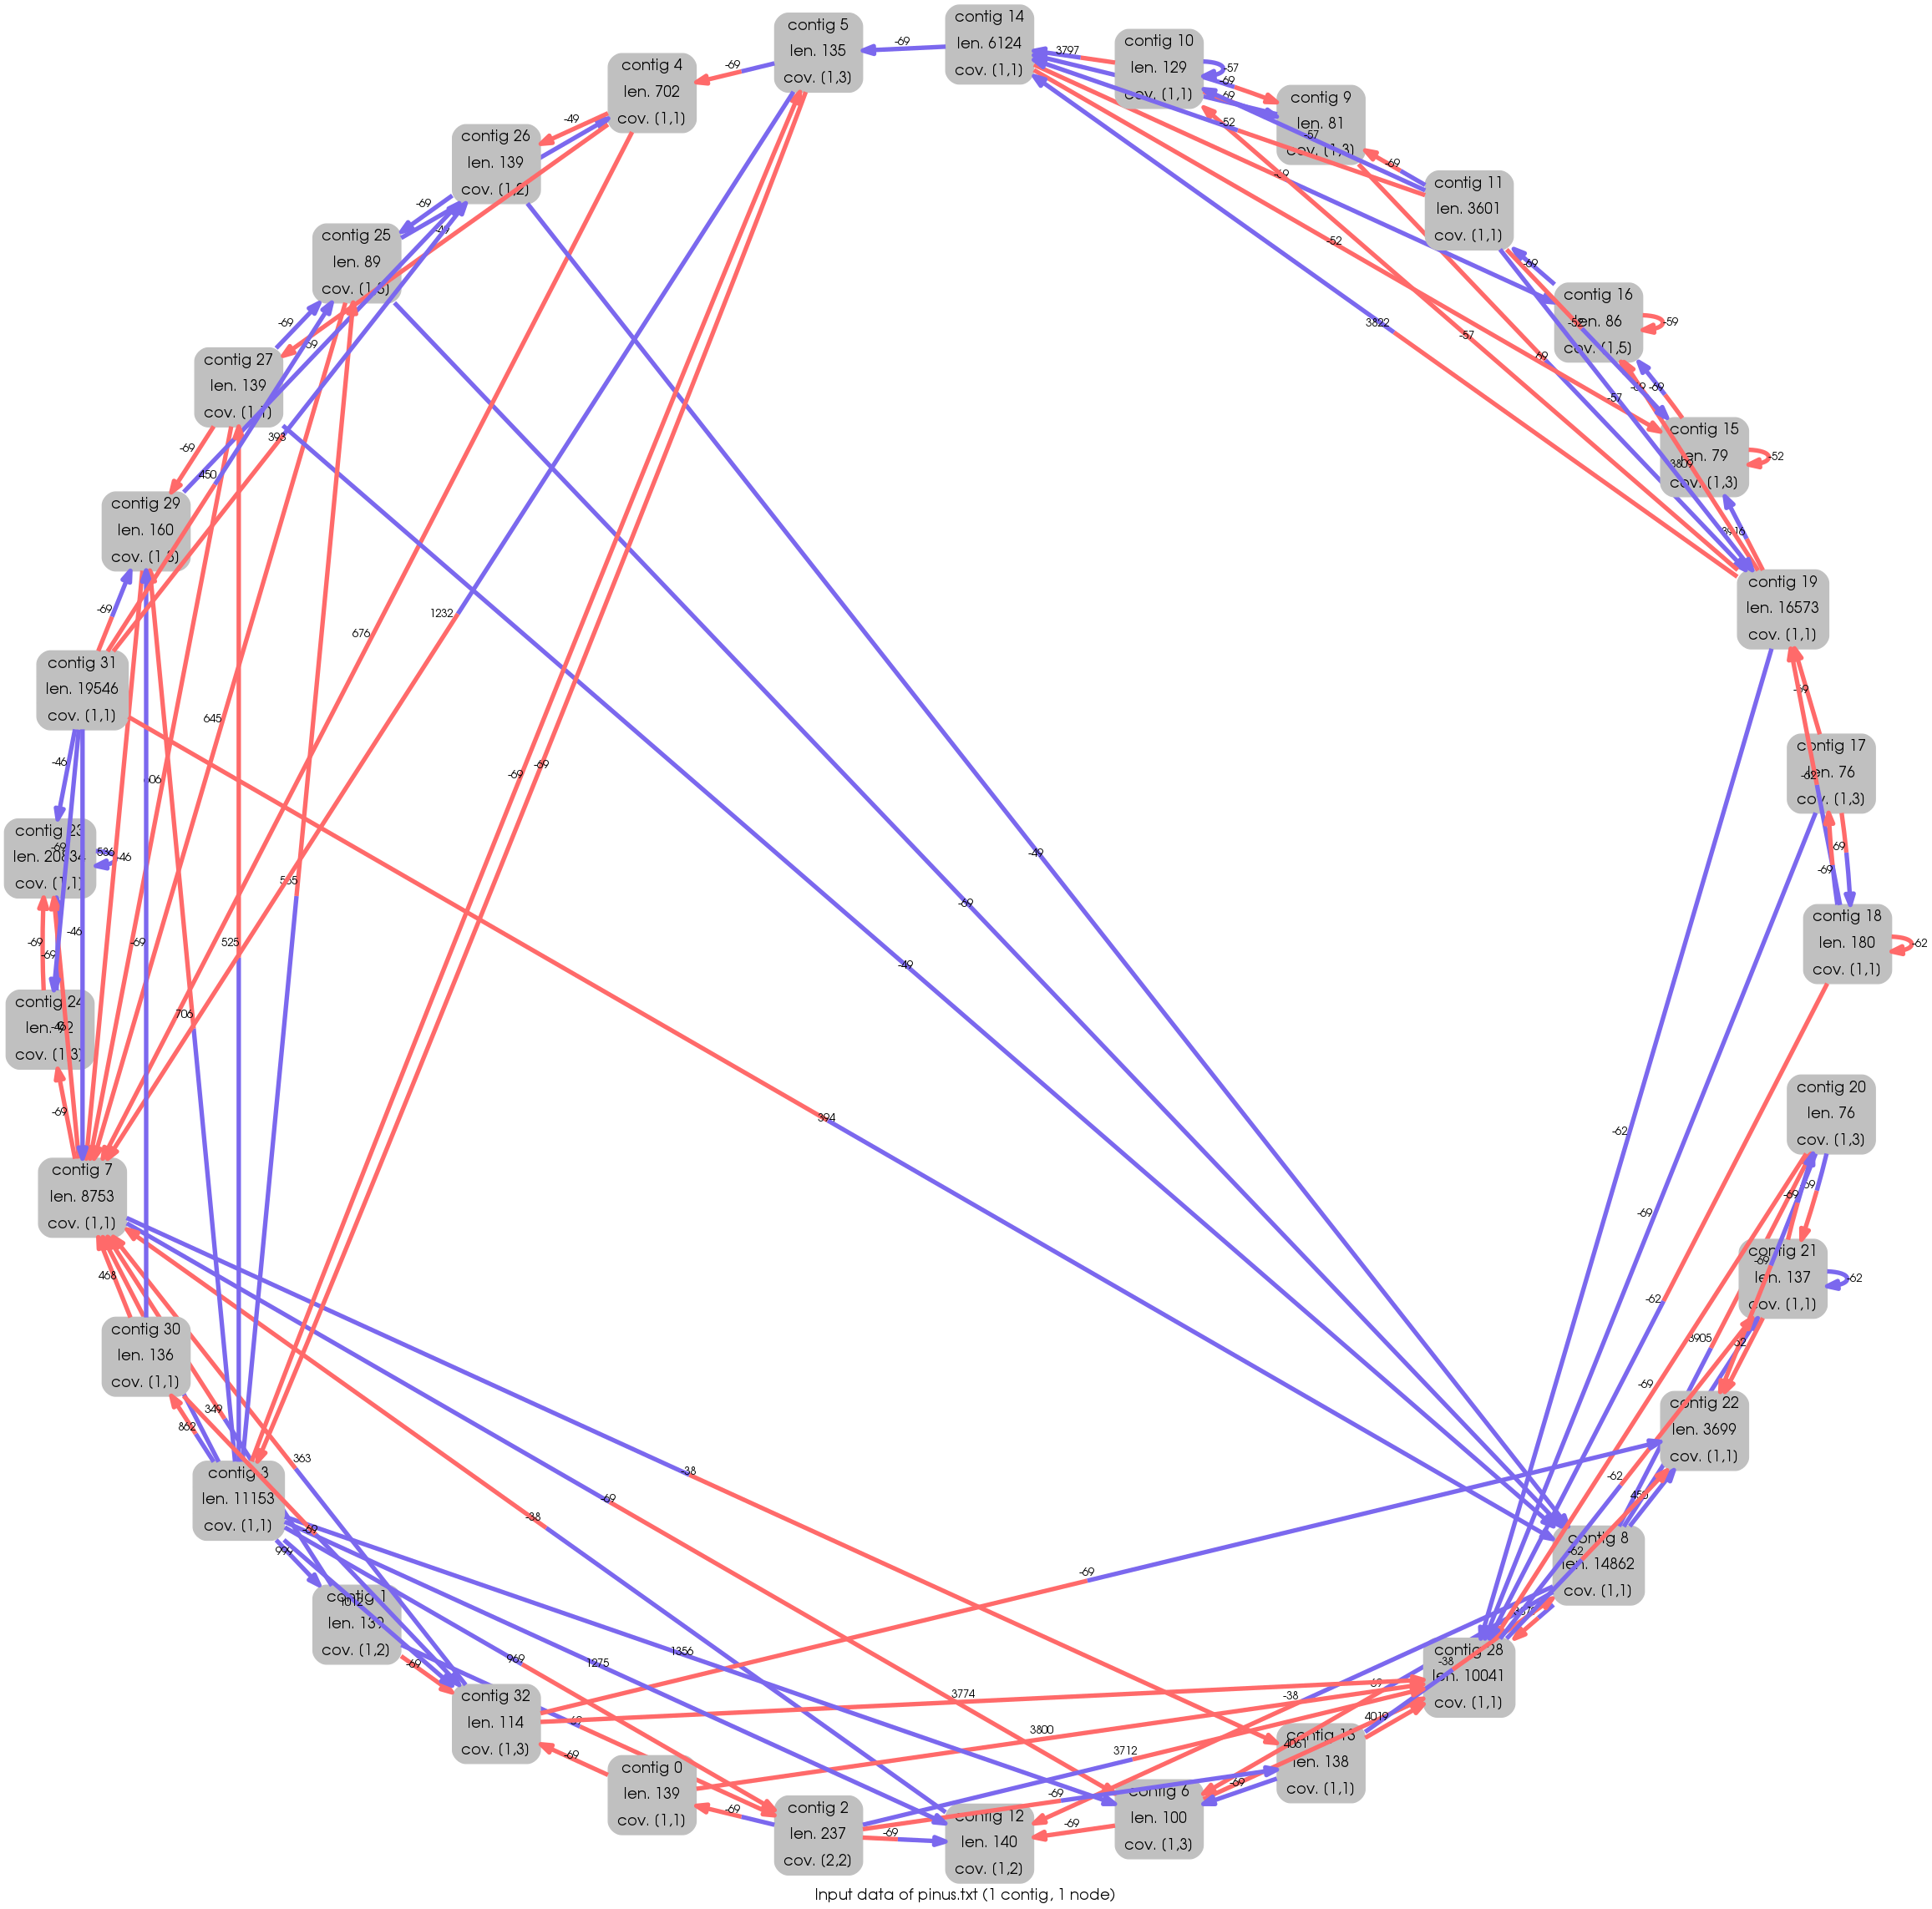 contig 5
len. 135
cov. (1,3)
contig 14
len. 6124
cov. (1,1)
contig 10
len. 129
cov. (1,1)
contig 4
len. 702
cov. (1,1)
contig 9
len. 81
cov. (1,3)
contig 26
len. 139
cov. (1,2)
contig 11
len. 3601
cov. (1,1)
contig 25
len. 89
contig 16
len. 86
cov. (1,5)
contig 27
len. 139
cov. (1,1)
contig 15
len. 79
cov. (1,3)
contig 29
len. 160
contig 19
len. 16573
cov. (1,1)
contig 31
len. 19546
cov. (1,1)
contig 17
len. 76
cov. (1,3)
contig 23
len. 20834
cov. (1,1)
contig 18
len. 180
cov. (1,1)
contig 24
len. 92
cov. (1,3)
contig 20
len. 76
cov. (1,3)
contig 7
len. 8753
cov. (1,1)
contig 21
len. 137
cov. (1,1)
contig 30
len. 136
cov. (1,1)
contig 22
len. 3699
cov. (1,1)
contig 3
len. 11153
cov. (1,1)
contig 8
len. 14862
cov. (1,1)
contig 1
len. 139
cov. (1,2)
contig 28
len. 10041
cov. (1,1)
contig 32
len. 114
cov. (1,3)
contig 13
len. 138
cov. (1,1)
contig 0
len. 139
cov. (1,1)
contig 6
len. 100
cov. (1,3)
contig 2
len. 237
cov. (2,2)
contig 12
len. 140
cov. (1,2)
-69
-69
3797
-57
-69
-49
-52
-57
-69
-69
-69
-52
3822
-57
-59
-69
-52
-57
3809
-69
-69
393
450
-69
676
1232
645
-46
-46
-69
-69
-62
-69
-69
-62
-49
-69
-49
525
706
-69
-69
-46
394
-62
-69
-62
-69
3905
-62
468
862
349
363
999
1012
-69
-38
-69
-38
969
1275
1356
-69
3774
3800
3712
-69
-69
-69
-69
-69
-38
-38
4019
4061
-62
-62
-69
Input data of pinus.txt (1 contig, 1 node)